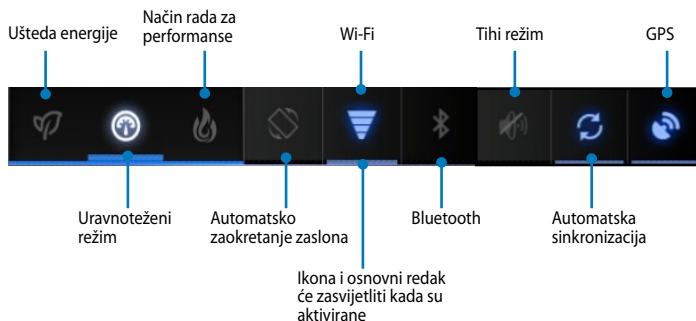 Ušteda energije
Način rada za
performanse
Wi-Fi
Tihi režim
GPS
Uravnoteženi
režim
Automatsko
zaokretanje zaslona
Bluetooth
Automatska
sinkronizacija
Ikona i osnovni redak
će zasvijetliti kada su
aktivirane